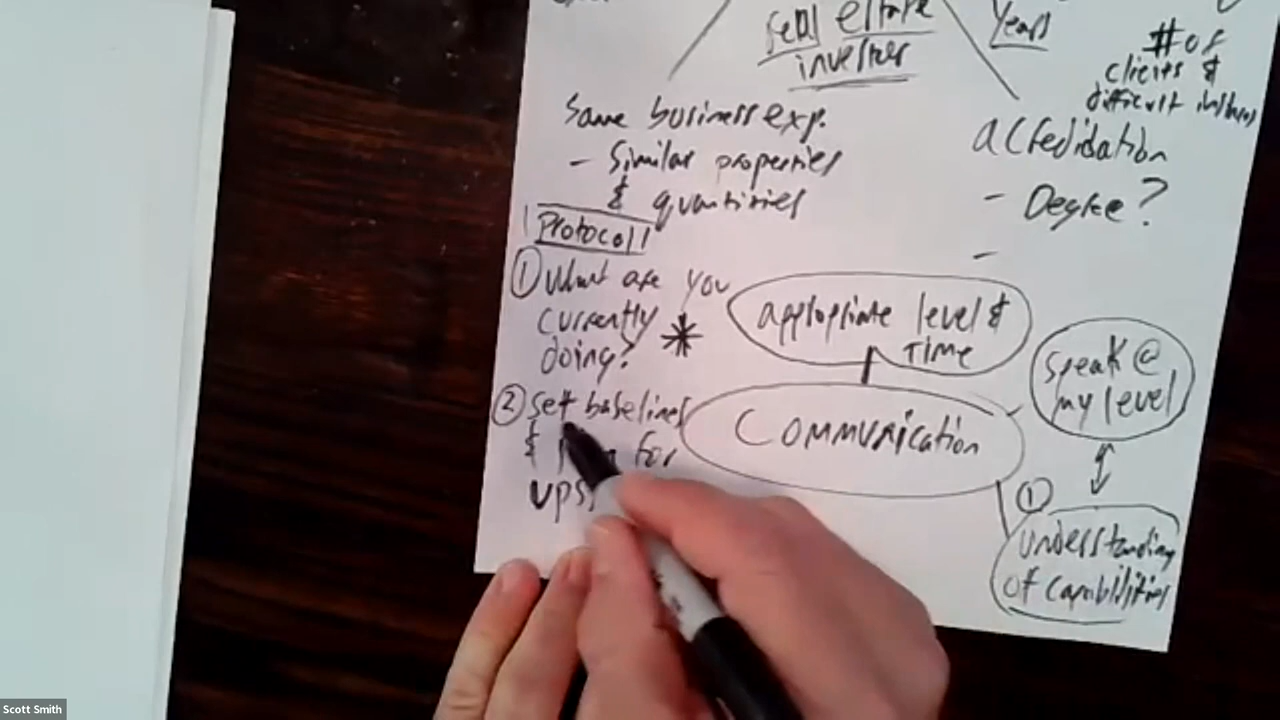 real estate
investor
Years
# of
clients &
difficult
Same business exp.
- Similar properties
& quantities
accredidation
- Degree?
-
Protocol!
① What are you
currently
doing? *
② Set baselines
& for
ups
appropriate level &
Time
Communication
Speak @
my level
①
understanding
of capabilities
Scott Smith